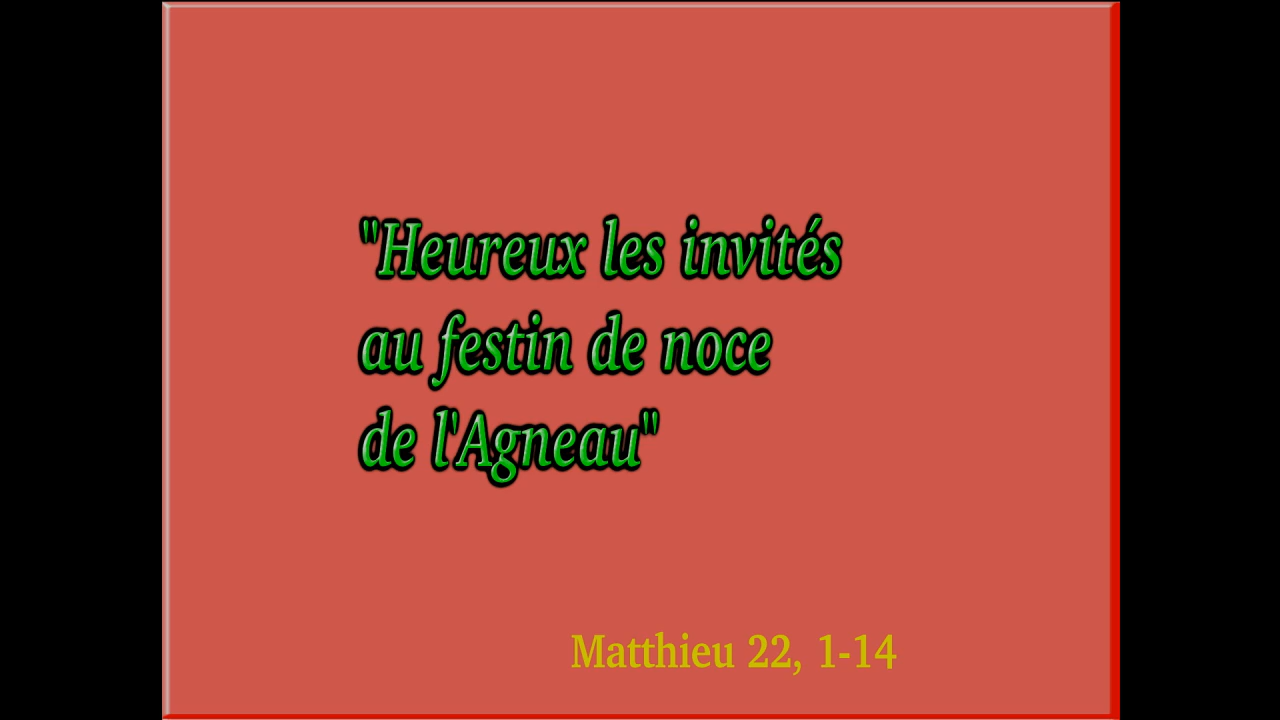 "Heureux les invités
au festin de noce
de l'Agneau"
Matthieu 22, 1-14